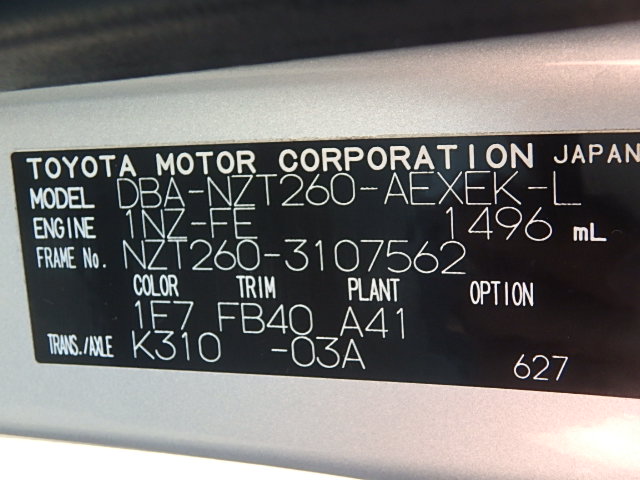 TOYOTA MOTOR CORPORATION JAPAN
MODEL DBA-NZT260-AEXEK-L
ENGINE 1NZ-FE 1496 mL
FRAME No. NZT260-3107562
COLOR TRIM PLANT OPTION
1E7 FB40 A41
TRANS./AXLE K310 -03A
627